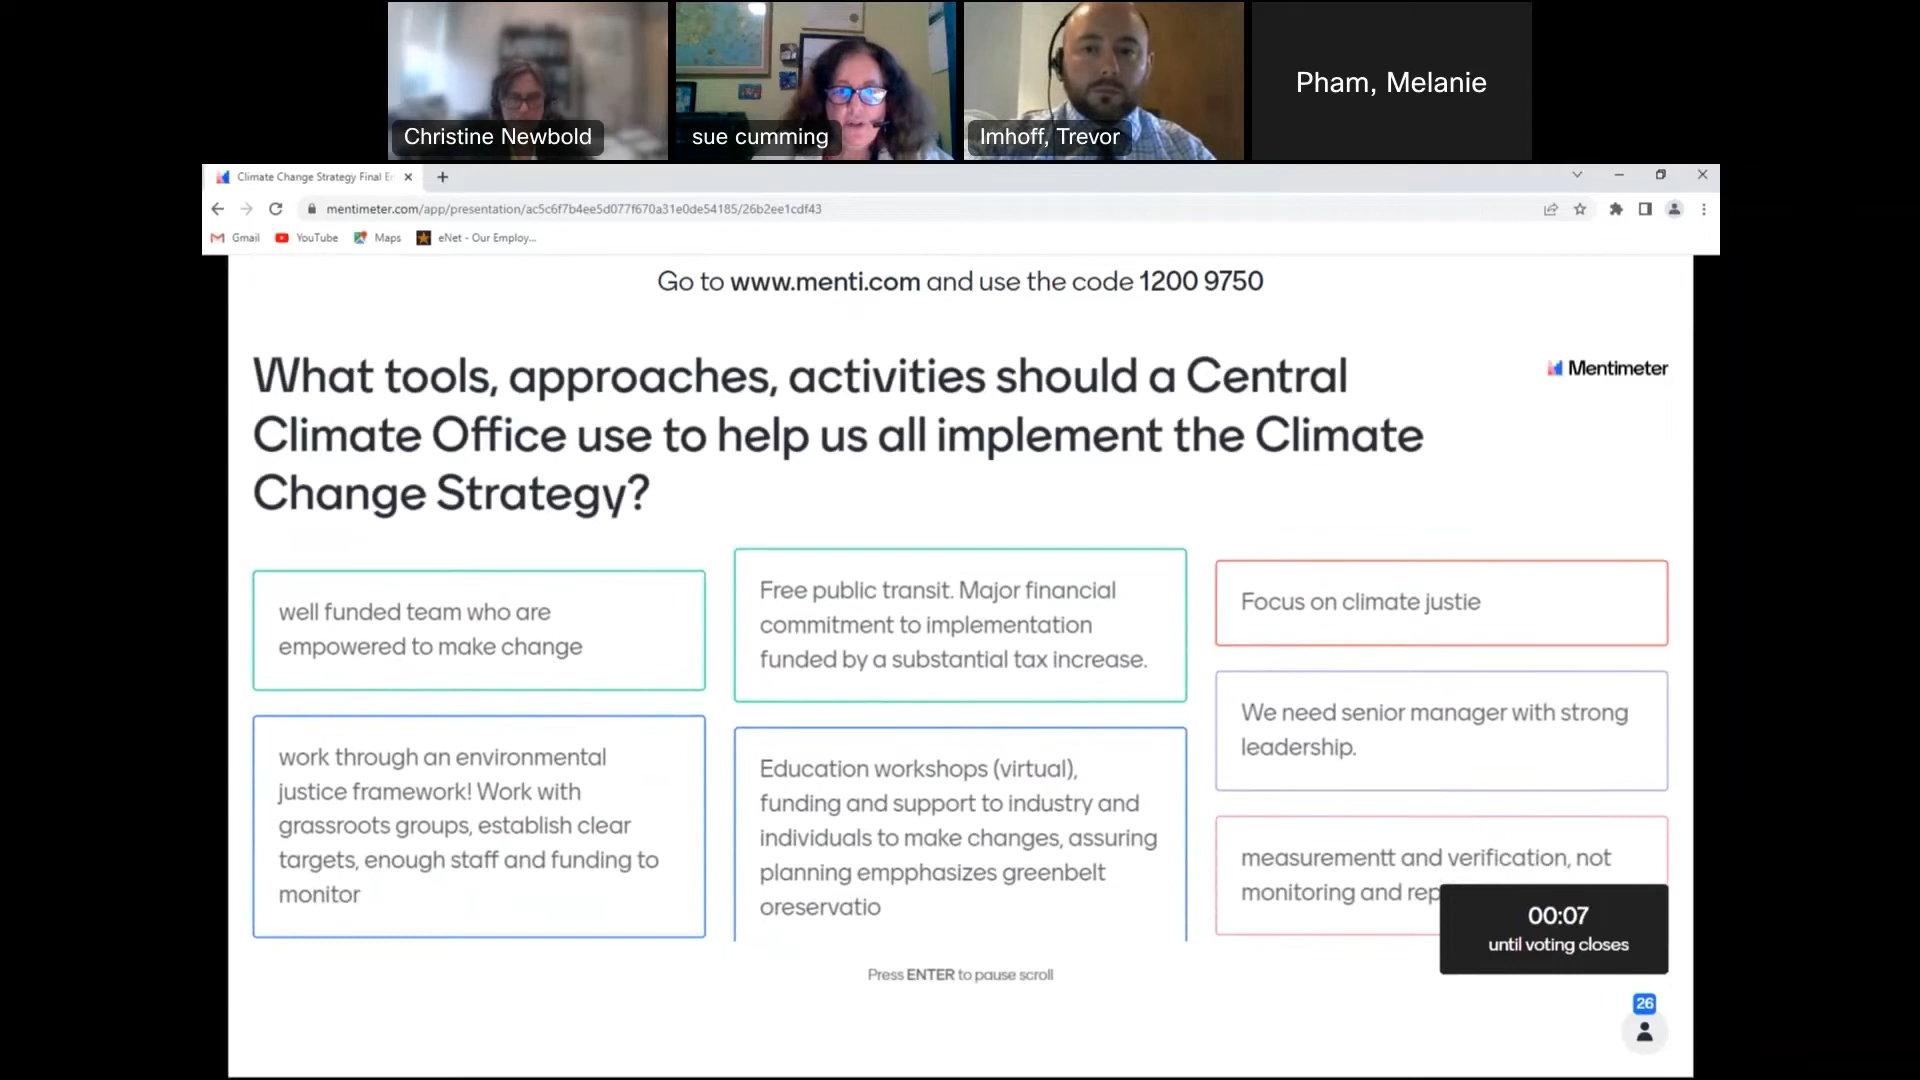 Christine Newbold
sue cumming
Imhoff, Trevor
Pham, Melanie
Climate Change Strategy Final
mentimeter.com/app/presentation/ac5c6f7b4ee5d077f670a31e0de54185/26b2ee1cdf43
Gmail
YouTube
Maps
eNet - Our Employ...
Go to www.menti.com and use the code 1200 9750
What tools, approaches, activities should a Central
Climate Office use to help us all implement the Climate
Change Strategy?
Mentimeter
well funded team who are
empowered to make change
work through an environmental
justice framework! Work with
grassroots groups, establish clear
targets, enough staff and funding to
monitor
Free public transit. Major financial
commitment to implementation
funded by a substantial tax increase.
Education workshops (virtual),
funding and support to industry and
individuals to make changes, assuring
planning empphasizes greenbelt
oreservatio
Focus on climate justie
We need senior manager with strong
leadership.
measurementt and verification, not
monitoring and rep
00:07
until voting closes
Press ENTER to pause scroll
26